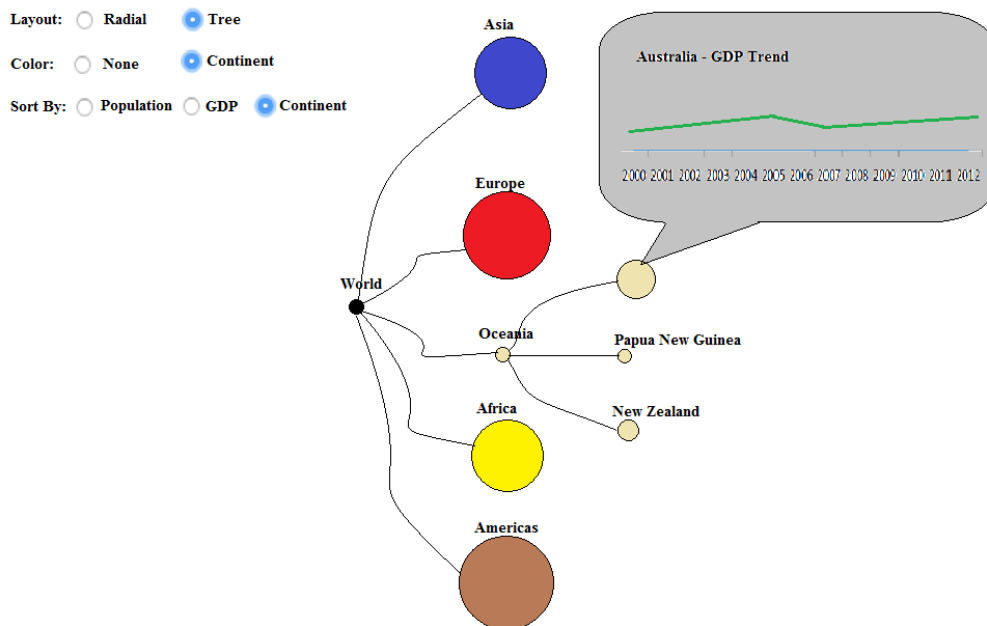 Layout: Radial Tree
Color: None Continent
Sort By: Population GDP Continent
Asia
Australia - GDP Trend
2000 2001 2002 2003 2004 2005 2006 2007 2008 2009 2010 2011 2012
Europe
World
Oceania
Papua New Guinea
Africa
New Zealand
Americas